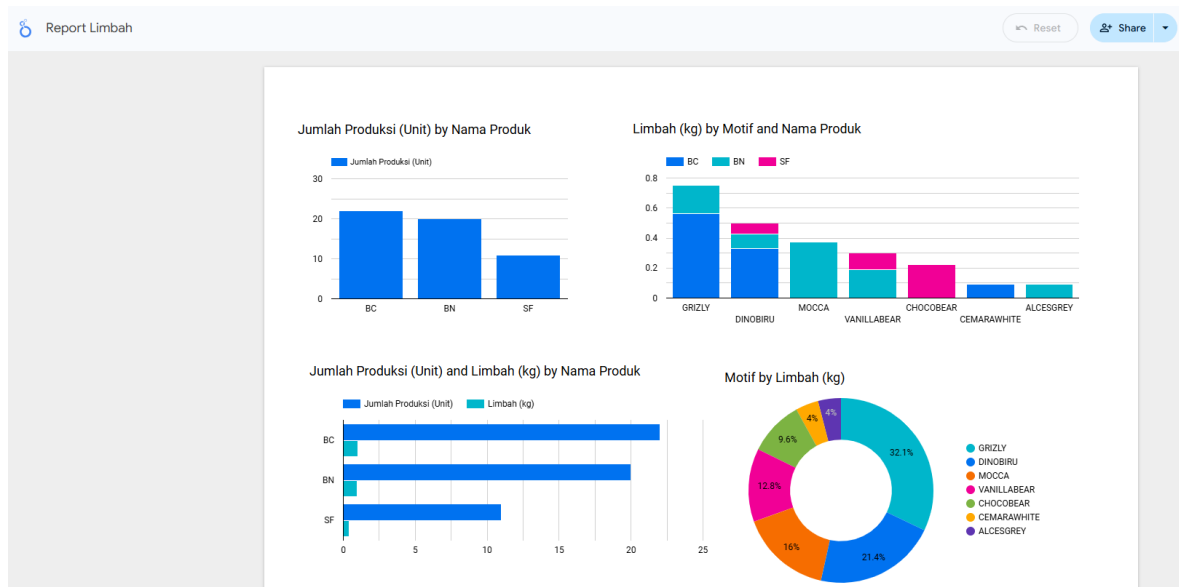 Report Limbah
Reset
Share
Jumlah Produksi (Unit) by Nama Produk
Jumlah Produksi (Unit)
30
20
10
0
BC BN SF
Limbah (kg) by Motif and Nama Produk
BC BN SF
0.8
0.6
0.4
0.2
0
GRIZLY DINOBIRU MOCCA VANILLABEAR CHOCOBEAR CEMARAWHITE ALCESGREY
Jumlah Produksi (Unit) and Limbah (kg) by Nama Produk
Jumlah Produksi (Unit) Limbah (kg)
BC
BN
SF
0 5 10 15 20 25
Motif by Limbah (kg)
32.1%
21.4%
16%
12.8%
9.6%
4%
4%
GRIZLY
DINOBIRU
MOCCA
VANILLABEAR
CHOCOBEAR
CEMARAWHITE
ALCESGREY